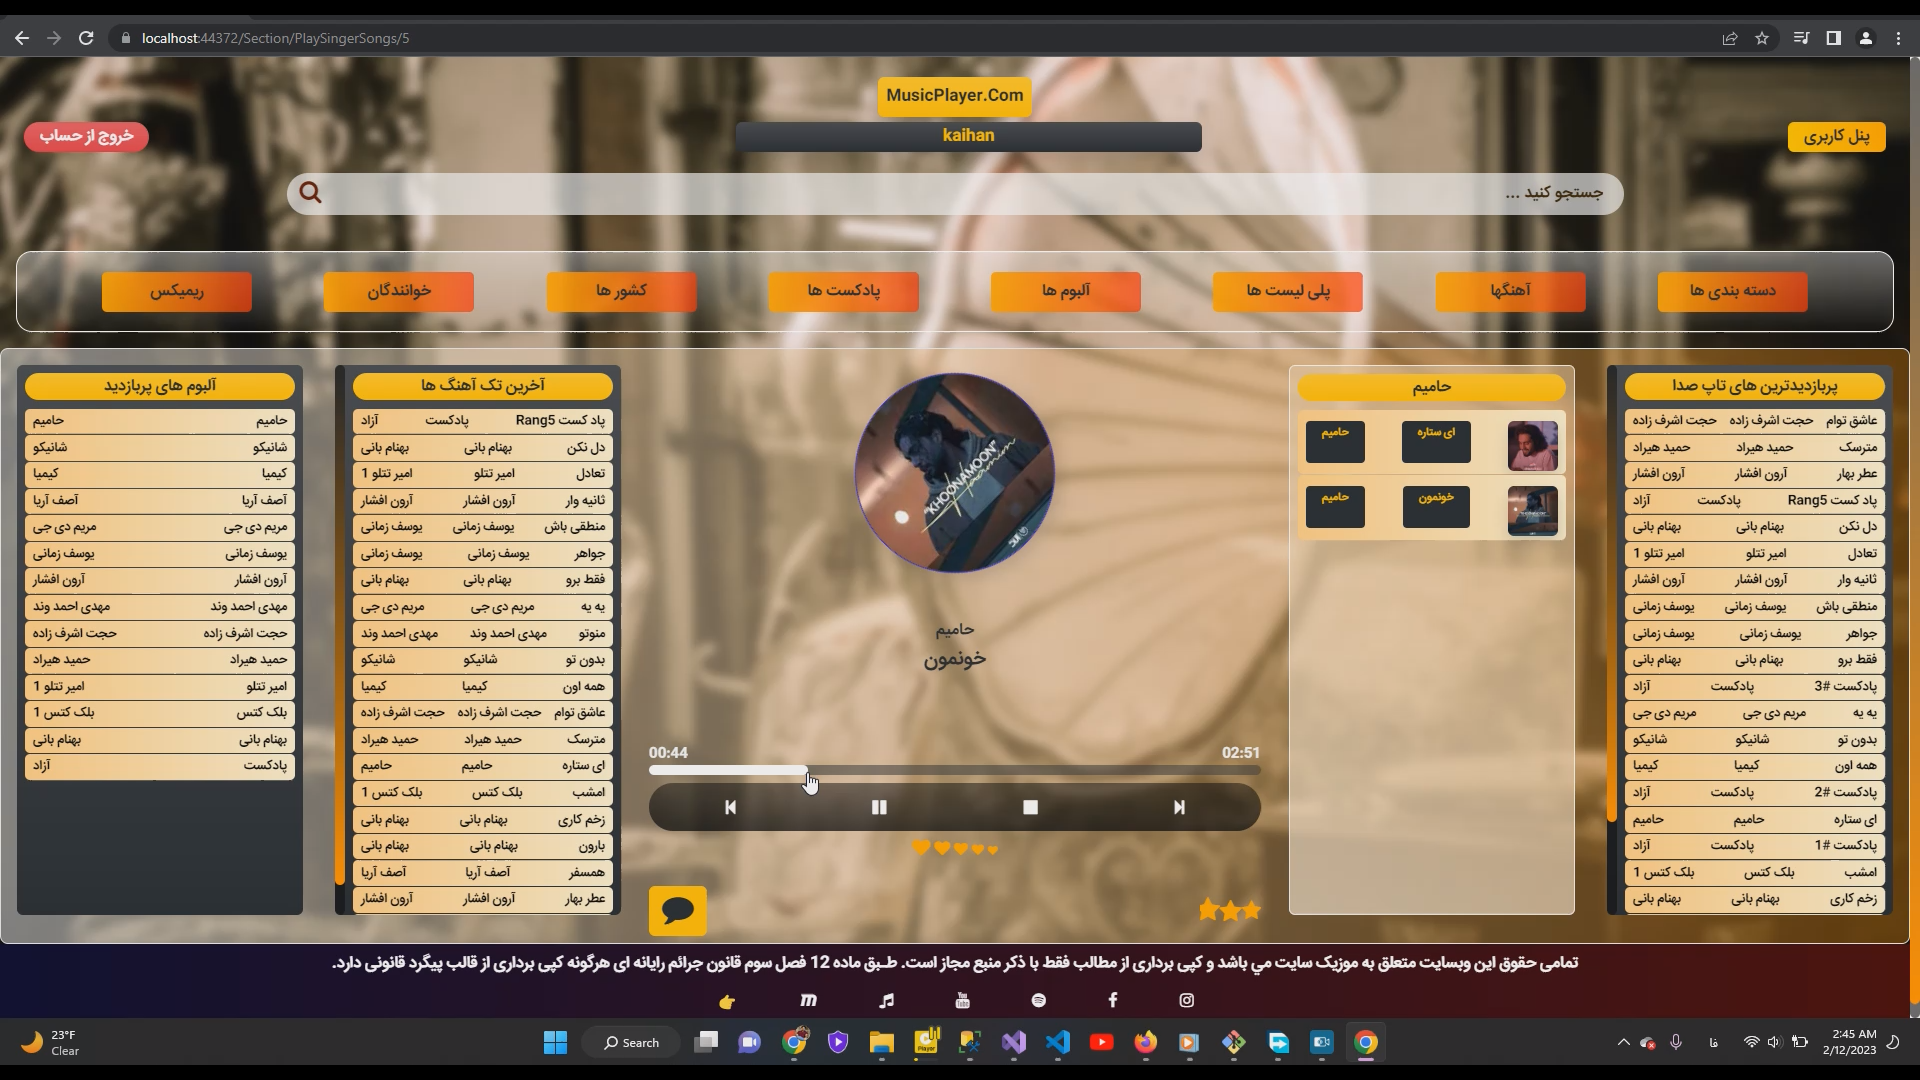 localhost:44372/Section/PlaySingerSongs/5
MusicPlayer.Com
پنل کاربری
kaihan
خروج از حساب
جستجو کنید ...
دسته بندی ها
آهنگها
پلی لیست ها
آلبوم ها
پادکست ها
کشور ها
خوانندگان
ریمیکس
پربازدیدترین های تاپ صدا
عاشق توام حجت اشرف زاده حجت اشرف زاده
مترسک حمید هیراد حمید هیراد
عطر بهار آرون افشار آرون افشار
پاد کست Rang5 پادکست آزاد
دل نکن بهنام بانی بهنام بانی
تعادل امیر تتلو امیر تتلو 1
ثانیه وار آرون افشار آرون افشار
منطقی باش یوسف زمانی یوسف زمانی
جواهر یوسف زمانی یوسف زمانی
فقط برو بهنام بانی بهنام بانی
پادکست #3 پادکست آزاد
یه یه مریم دی جی مریم دی جی
بدون تو شانیکو شانیکو
همه اون کیمیا کیمیا
پادکست #2 پادکست آزاد
ای ستاره حامیم حامیم
پادکست #1 پادکست آزاد
امشب بلک کتس بلک کتس 1
زخم کاری بهنام بانی بهنام بانی
حامیم
ای ستاره حامیم
خونمون حامیم
"KHOONAMOON"
Haamim
حامیم
خونمون
00:44 02:51
آخرین تک آهنگ ها
پاد کست Rang5 پادکست آزاد
دل نکن بهنام بانی بهنام بانی
تعادل امیر تتلو امیر تتلو 1
ثانیه وار آرون افشار آرون افشار
منطقی باش یوسف زمانی یوسف زمانی
جواهر یوسف زمانی یوسف زمانی
فقط برو بهنام بانی بهنام بانی
یه یه مریم دی جی مریم دی جی
منوتو مهدی احمد وند مهدی احمد وند
بدون تو شانیکو شانیکو
همه اون کیمیا کیمیا
عاشق توام حجت اشرف زاده حجت اشرف زاده
مترسک حمید هیراد حمید هیراد
ای ستاره حامیم حامیم
امشب بلک کتس بلک کتس 1
زخم کاری بهنام بانی بهنام بانی
بارون بهنام بانی بهنام بانی
همسفر آصف آریا آصف آریا
عطر بهار آرون افشار آرون افشار
آلبوم های پربازدید
حامیم حامیم
شانیکو شانیکو
کیمیا کیمیا
آصف آریا آصف آریا
مریم دی جی مریم دی جی
یوسف زمانی یوسف زمانی
آرون افشار آرون افشار
مهدی احمد وند مهدی احمد وند
حجت اشرف زاده حجت اشرف زاده
حمید هیراد حمید هیراد
امیر تتلو امیر تتلو 1
بلک کتس بلک کتس 1
بهنام بانی بهنام بانی
پادکست آزاد
تمامی حقوق این وبسایت متعلق به موزیک سایت مي باشد و کپی برداری از مطالب فقط با ذکر منبع مجاز است. طـبق ماده 12 فصل سوم قانون جرائم رایانه ای هرگونه کپی برداری از قالب پیگرد قانونی دارد.
23°F
Clear
Search
Player
فا
2:45 AM
2/12/2023